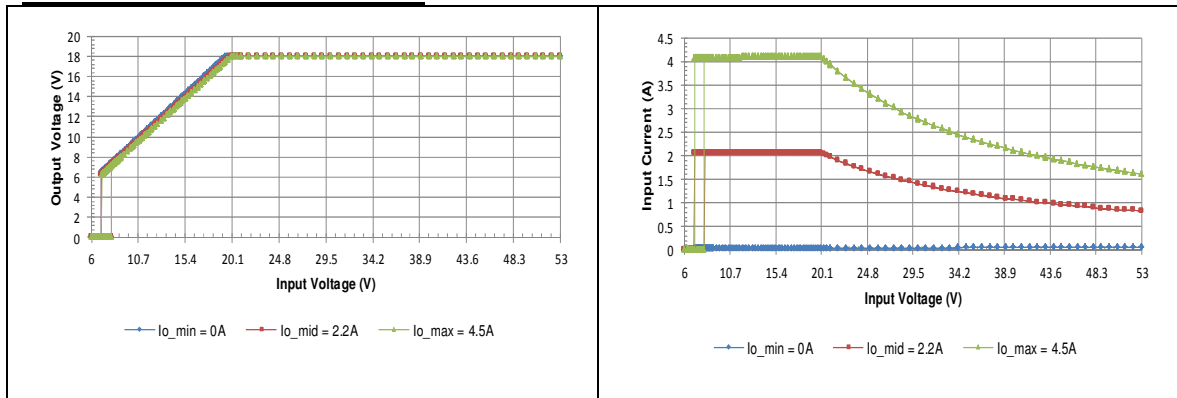 20
18
16
14
12
10
8
6
4
2
0
Output Voltage (V)
6 10.7 15.4 20.1 24.8 29.5 34.2 38.9 43.6 48.3 53
Input Voltage (V)
Io_min = 0A Io_mid = 2.2A Io_max = 4.5A
4.5
4
3.5
3
2.5
2
1.5
1
0.5
0
Input Current (A)
6 10.7 15.4 20.1 24.8 29.5 34.2 38.9 43.6 48.3 53
Input Voltage (V)
Io_min = 0A Io_mid = 2.2A Io_max = 4.5A